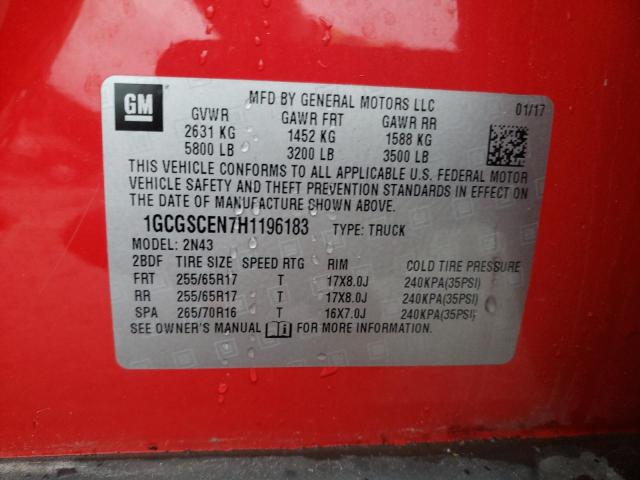 GM
MFD BY GENERAL MOTORS LLC 01/17
GVWR GAWR FRT GAWR RR
2631 KG 1452 KG 1588 KG
5800 LB 3200 LB 3500 LB
THIS VEHICLE CONFORMS TO ALL APPLICABLE U.S. FEDERAL MOTOR
VEHICLE SAFETY AND THEFT PREVENTION STANDARDS IN EFFECT ON
THE DATE OF MANUFACTURE SHOWN ABOVE.
1GCGSCEN7H1196183 TYPE: TRUCK
MODEL: 2N43
2BDF TIRE SIZE SPEED RTG RIM COLD TIRE PRESSURE
FRT 255/65R17 T 17X8.0J 240KPA(35PSI)
RR 255/65R17 T 17X8.0J 240KPA(35PSI)
SPA 265/70R16 T 16X7.0J 240KPA(35PSI)
SEE OWNER'S MANUAL FOR MORE INFORMATION.